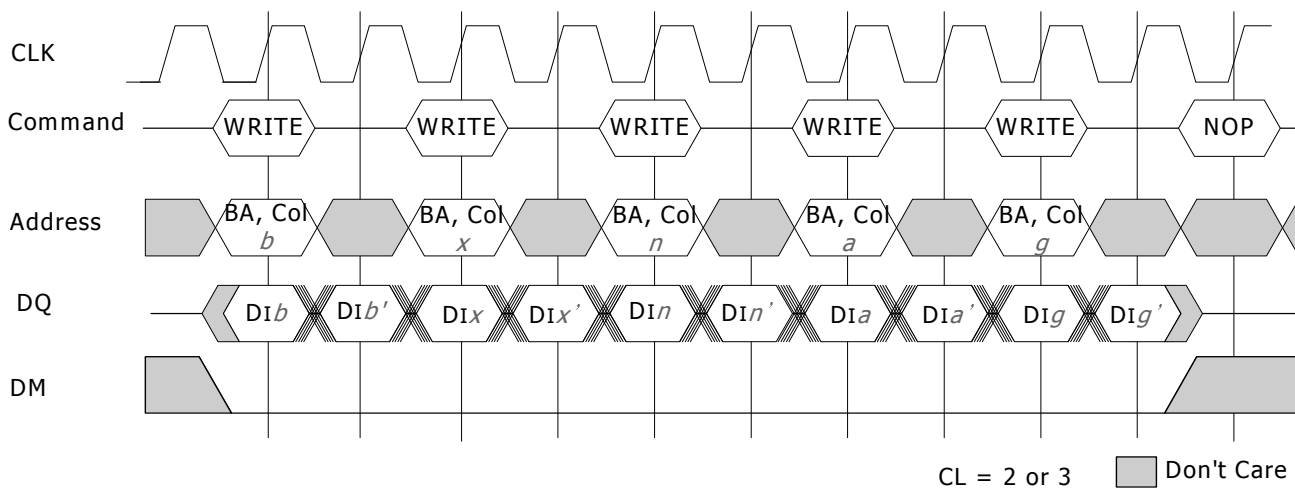 CLK
Command
WRITE WRITE WRITE WRITE WRITE NOP
Address
BA, Col BA, Col BA, Col BA, Col BA, Col
b x n a g
DQ
DIb DIb' DIx DIx’ DIn DIn’ DIa DIa’ DIg DIg’
DM
CL = 2 or 3
Don't Care